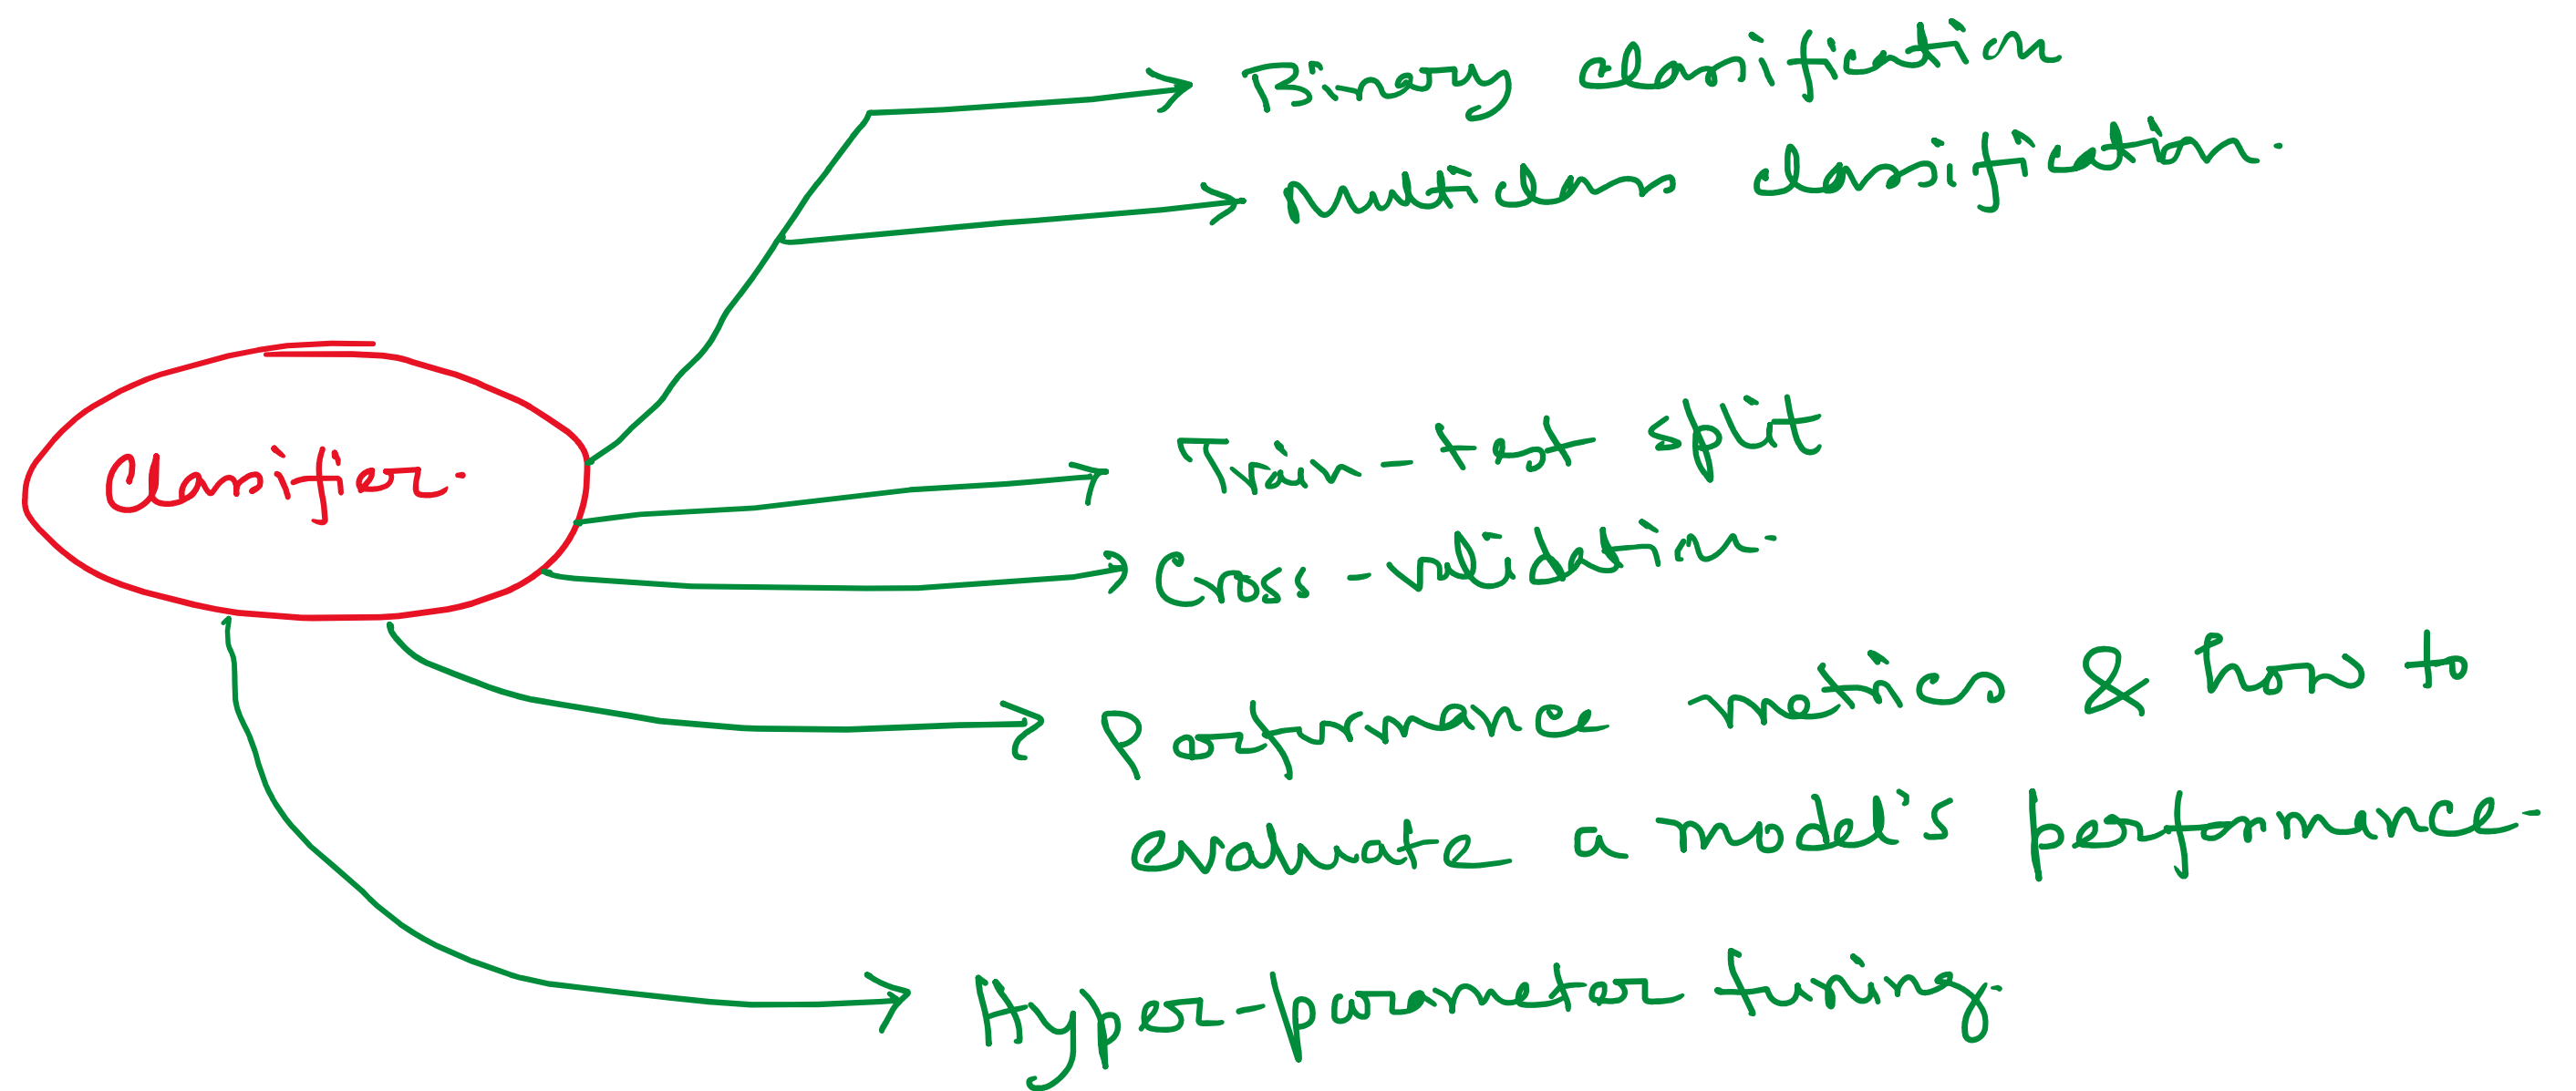 Binary classification
Multiclass classification.
Classifier.
Train-test split
Cross-validation.
Performance metrics & how to
evaluate a model's performance.
Hyper-parameter tuning.